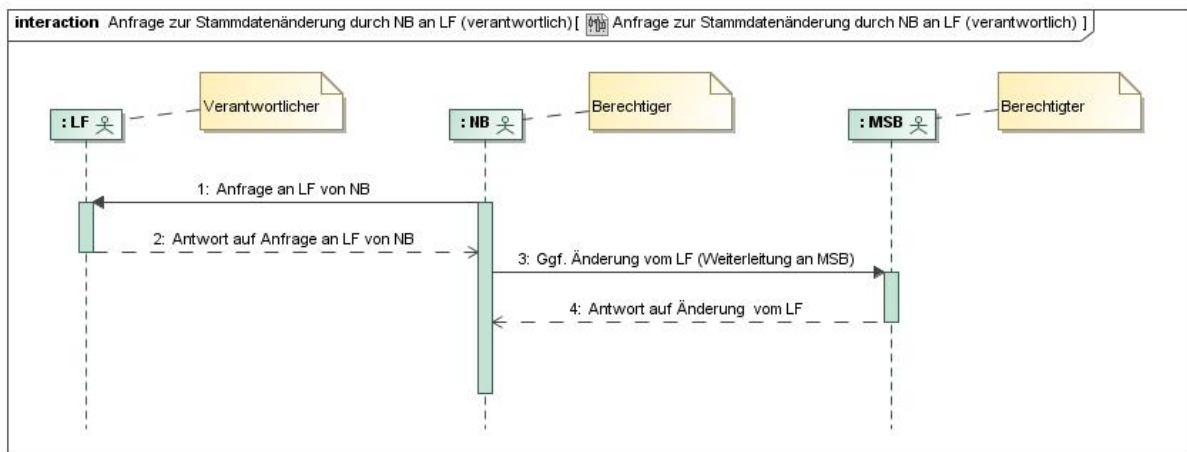 interaction Anfrage zur Stammdatenänderung durch NB an LF (verantwortlich)[ Anfrage zur Stammdatenänderung durch NB an LF (verantwortlich) ]
Verantwortlicher
Berechtiger
Berechtigter
: LF
: NB
: MSB
1: Anfrage an LF von NB
2: Antwort auf Anfrage an LF von NB
3: Ggf. Änderung vom LF (Weiterleitung an MSB)
4: Antwort auf Änderung vom LF